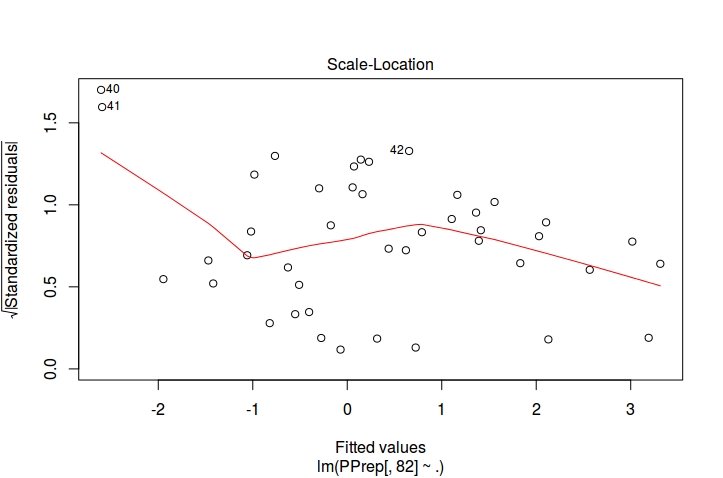 Scale-Location
40
41
42
√|Standardized residuals|
1.5
1.0
0.5
0.0
-2 -1 0 1 2 3
Fitted values
lm(PPrep[, 82] ~ .)